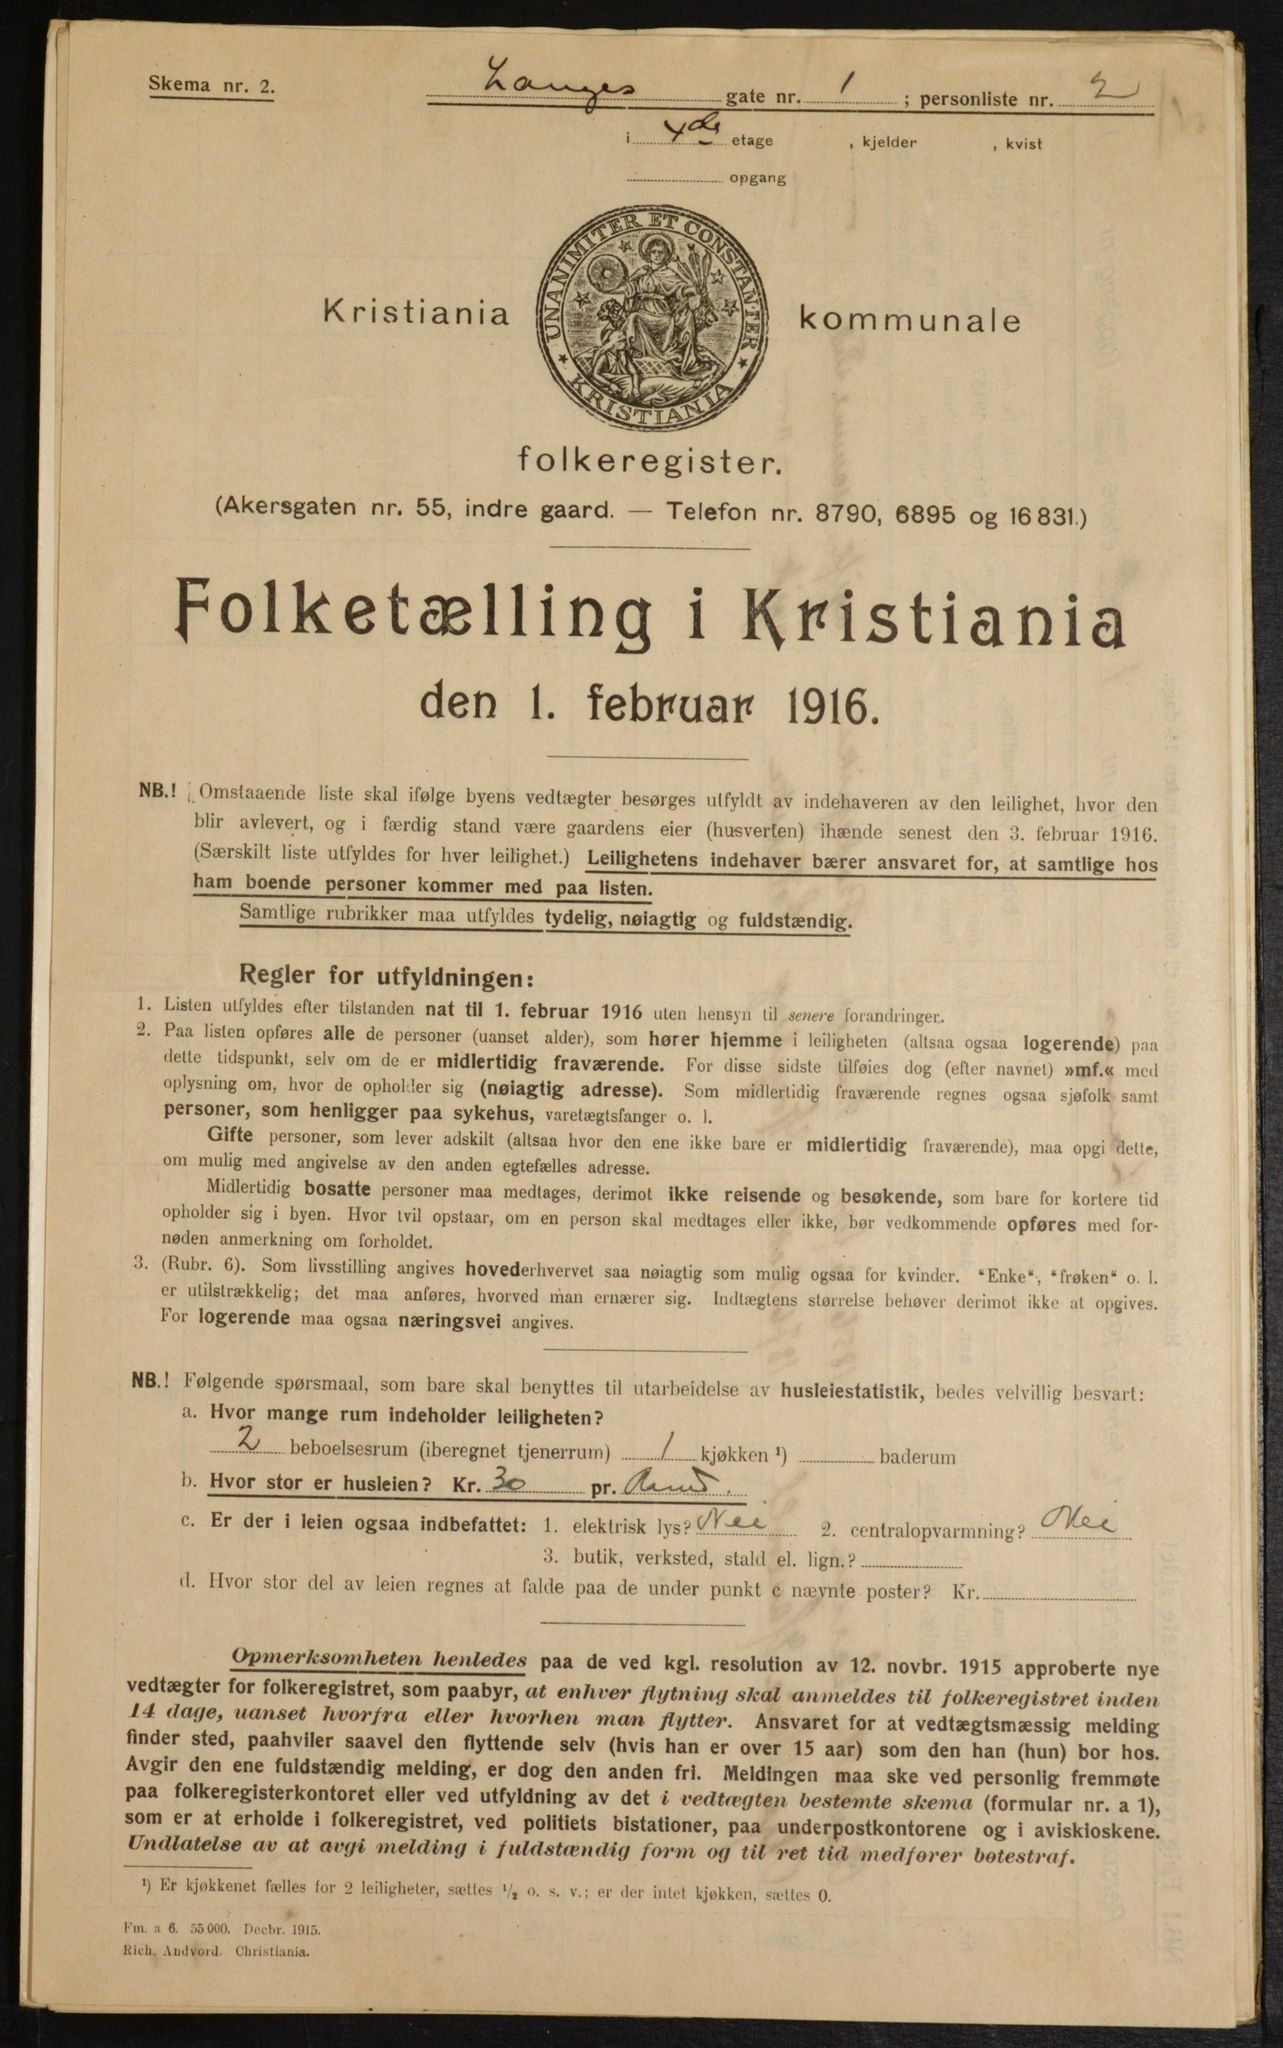 Skema nr. 2.
Langes gate nr. 1 ; personliste nr. 2
i 4de etage , kjelder , kvist
opgang
UNANIMITER ET CONSTANTER
KRISTIANIA
Kristiania kommunale
folkeregister.
(Akersgaten nr. 55, indre gaard. — Telefon nr. 8790, 6895 og 16 831.)
Folketælling i Kristiania
den 1. februar 1916.
NB.! Omstaaende liste skal ifølge byens vedtægter besørges utfyldt av indehaveren av den leilighet, hvor den
blir avlevert, og i færdig stand være gaardens eier (husverten) ihænde senest den 3. februar 1916.
(Særskilt liste utfyldes for hver leilighet.) Leilighetens indehaver bærer ansvaret for, at samtlige hos
ham boende personer kommer med paa listen.
Samtlige rubrikker maa utfyldes tydelig, nøiagtig og fuldstændig.
Regler for utfyldningen:
1. Listen utfyldes efter tilstanden nat til 1. februar 1916 uten hensyn til senere forandringer.
2. Paa listen opføres alle de personer (uanset alder), som hører hjemme i leiligheten (altsaa ogsaa logerende) paa
dette tidspunkt, selv om de er midlertidig fraværende. For disse sidste tilføies dog (efter navnet) »mf.« med
oplysning om, hvor de opholder sig (nøiagtig adresse). Som midlertidig fraværende regnes ogsaa sjøfolk samt
personer, som henligger paa sykehus, varetægtsfanger o. l.
Gifte personer, som lever adskilt (altsaa hvor den ene ikke bare er midlertidig fraværende), maa opgi dette,
om mulig med angivelse av den anden egtefælles adresse.
Midlertidig bosatte personer maa medtages, derimot ikke reisende og besøkende, som bare for kortere tid
opholder sig i byen. Hvor tvil opstaar, om en person skal medtages eller ikke, bør vedkommende opføres med for-
nøden anmerkning om forholdet.
3. (Rubr. 6). Som livsstilling angives hovederhvervet saa nøiagtig som mulig ogsaa for kvinder. "Enke", "frøken" o. l.
er utilstrækkelig; det maa anføres, hvorved man ernærer sig. Indtægtens størrelse behøver derimot ikke at opgives.
For logerende maa ogsaa næringsvei angives.
NB.! Følgende spørsmaal, som bare skal benyttes til utarbeidelse av husleiestatistik, bedes velvillig besvart:
a. Hvor mange rum indeholder leiligheten?
2 beboelsesrum (iberegnet tjenerrum) 1 kjøkken ¹) baderum
b. Hvor stor er husleien? Kr. 30 pr.
c. Er der i leien ogsaa indbefattet: 1. elektrisk lys? Nei 2. centralopvarmning? Nei
3. butik, verksted, stald el. lign.?
d. Hvor stor del av leien regnes at falde paa de under punkt c nævnte poster? Kr.
Opmerksomheten henledes paa de ved kgl. resolution av 12. novbr. 1915 approberte nye
vedtægter for folkeregistret, som paabyr, at enhver flytning skal anmeldes til folkeregistret inden
14 dage, uanset hvorfra eller hvorhen man flytter. Ansvaret for at vedtægtsmæssig melding
finder sted, paahviler saavel den flyttende selv (hvis han er over 15 aar) som den han (hun) bor hos.
Avgir den ene fuldstændig melding, er dog den anden fri. Meldingen maa ske ved personlig fremmøte
paa folkeregisterkontoret eller ved utfyldning av det i vedtægten bestemte skema (formular nr. a 1),
som er at erholde i folkeregistret, ved politiets bistationer, paa underpostkontorene og i aviskioskene.
Undlatelse av at avgi melding i fuldstændig form og til ret tid medfører bøtestraf.
¹) Er kjøkkenet fælles for 2 leiligheter, sættes ½ o. s. v.; er der intet kjøkken, sættes 0.
Fm. a 6. 55 000. Decbr. 1915.
Rich. Andvord. Christiania.